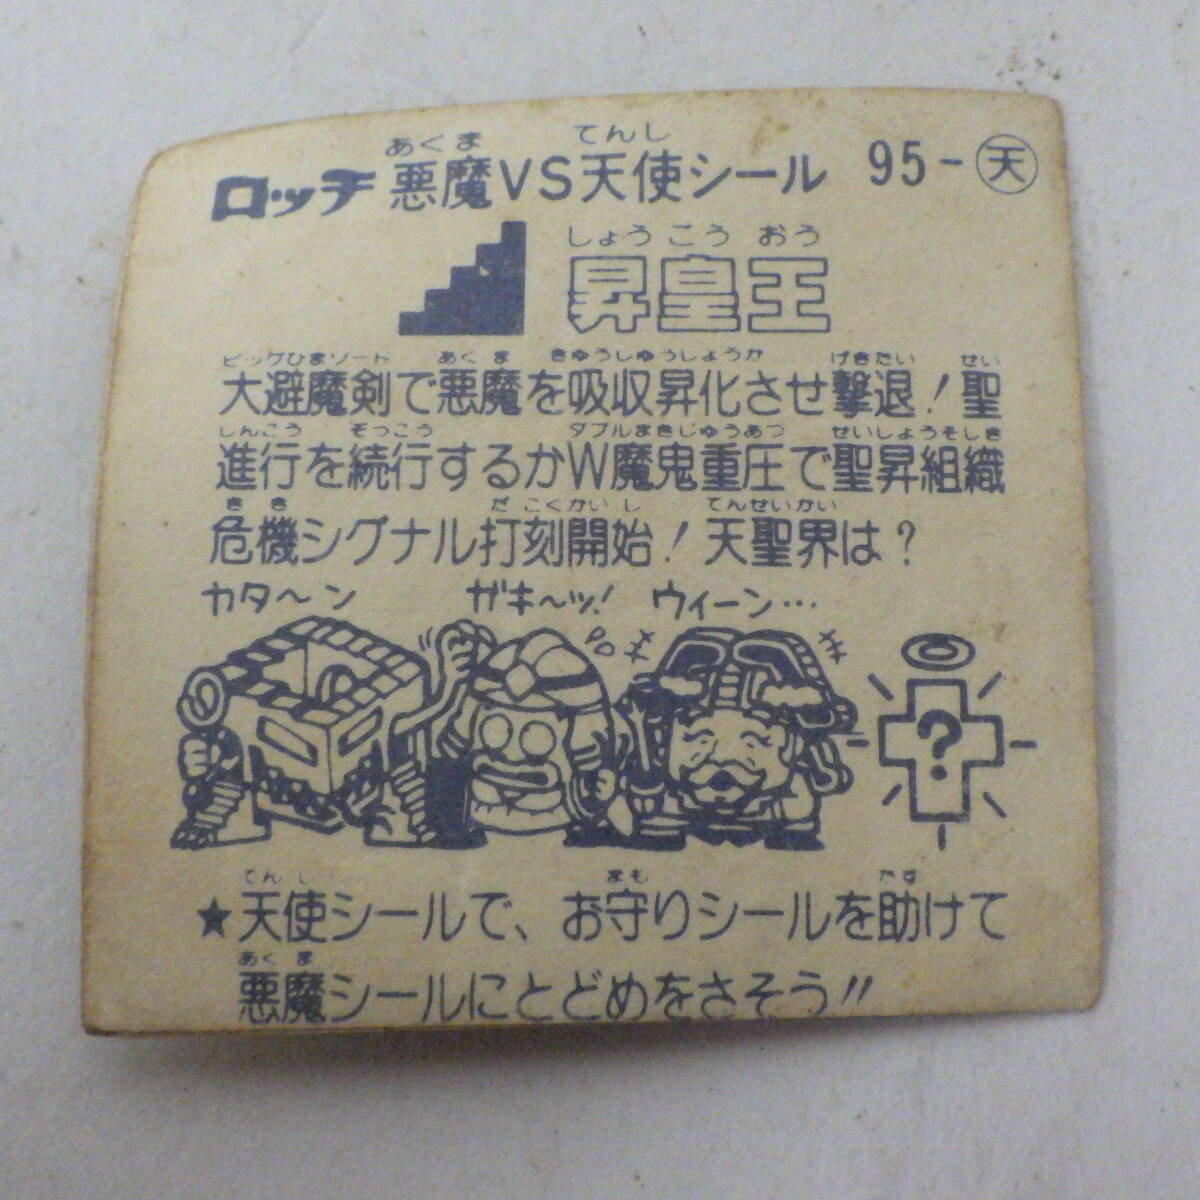 あくま てんし
ロッチ 悪魔VS天使シール 95-天
しょうこうおう
昇皇王
ビッグひまソード あくま きゅうしゅうしょうか げきたい せい
大避魔剣で悪魔を吸収昇化させ撃退!聖
しんこう ぞっこう ダブルまきじゅうあつ せいしょうそしき
進行を続行するかW魔鬼重圧で聖昇組織
きき だこくかいし てんせいかい
危機シグナル打刻開始!天聖界は?
カタ〜ン ガキ〜ッ! ウィーン…
?
てんし まも たす
★天使シールで、お守りシールを助けて
あくま
悪魔シールにとどめをさそう!!